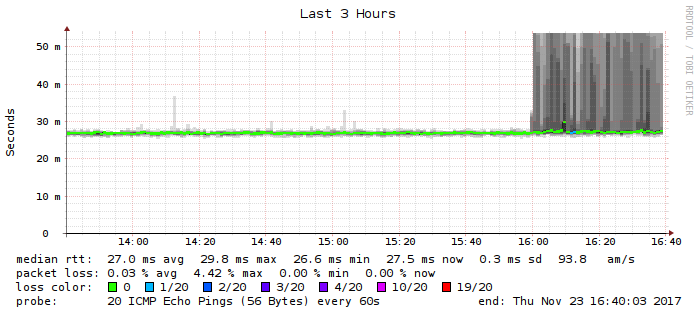 Last 3 Hours
RRDTOOL / TOBI OETIKER
Seconds
50 m
40 m
30 m
20 m
10 m
0
14:00 14:20 14:40 15:00 15:20 15:40 16:00 16:20 16:40
median rtt: 27.0 ms avg 29.8 ms max 26.6 ms min 27.5 ms now 0.3 ms sd 93.8 am/s
packet loss: 0.03 % avg 4.42 % max 0.00 % min 0.00 % now
loss color: 0 1/20 2/20 3/20 4/20 10/20 19/20
probe: 20 ICMP Echo Pings (56 Bytes) every 60s end: Thu Nov 23 16:40:03 2017